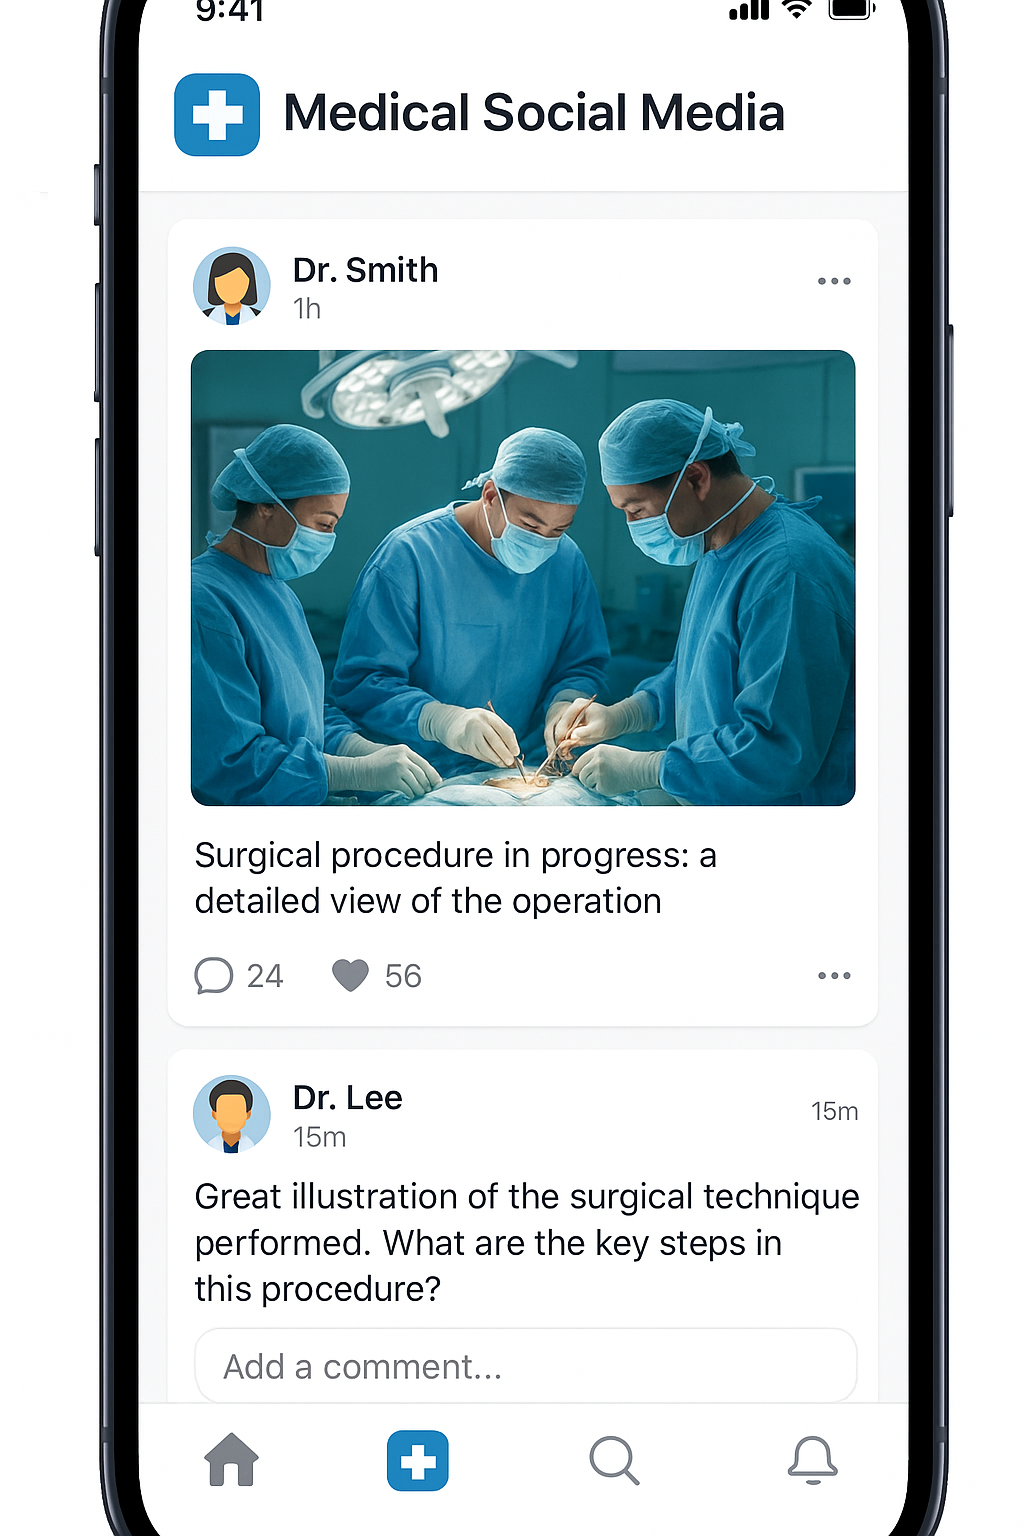 9:41
Medical Social Media
Dr. Smith
1h
Surgical procedure in progress: a
detailed view of the operation
24 56
Dr. Lee
15m
15m
Great illustration of the surgical technique
performed. What are the key steps in
this procedure?
Add a comment...